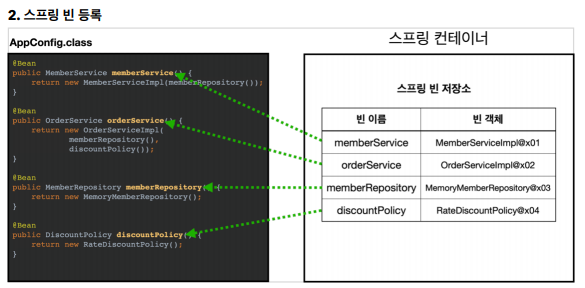 2. 스프링 빈 등록
AppConfig.class
@Bean
public MemberService memberService() {
return new MemberServiceImpl(memberRepository());
}
@Bean
public OrderService orderService() {
return new OrderServiceImpl(
memberRepository(),
discountPolicy());
}
@Bean
public MemberRepository memberRepository() {
return new MemoryMemberRepository();
}
@Bean
public DiscountPolicy discountPolicy() {
return new RateDiscountPolicy();
}
스프링 컨테이너
스프링 빈 저장소
빈 이름 빈 객체
memberService MemberServiceImpl@x01
orderService OrderServiceImpl@x02
memberRepository MemoryMemberRepository@x03
discountPolicy RateDiscountPolicy@x04